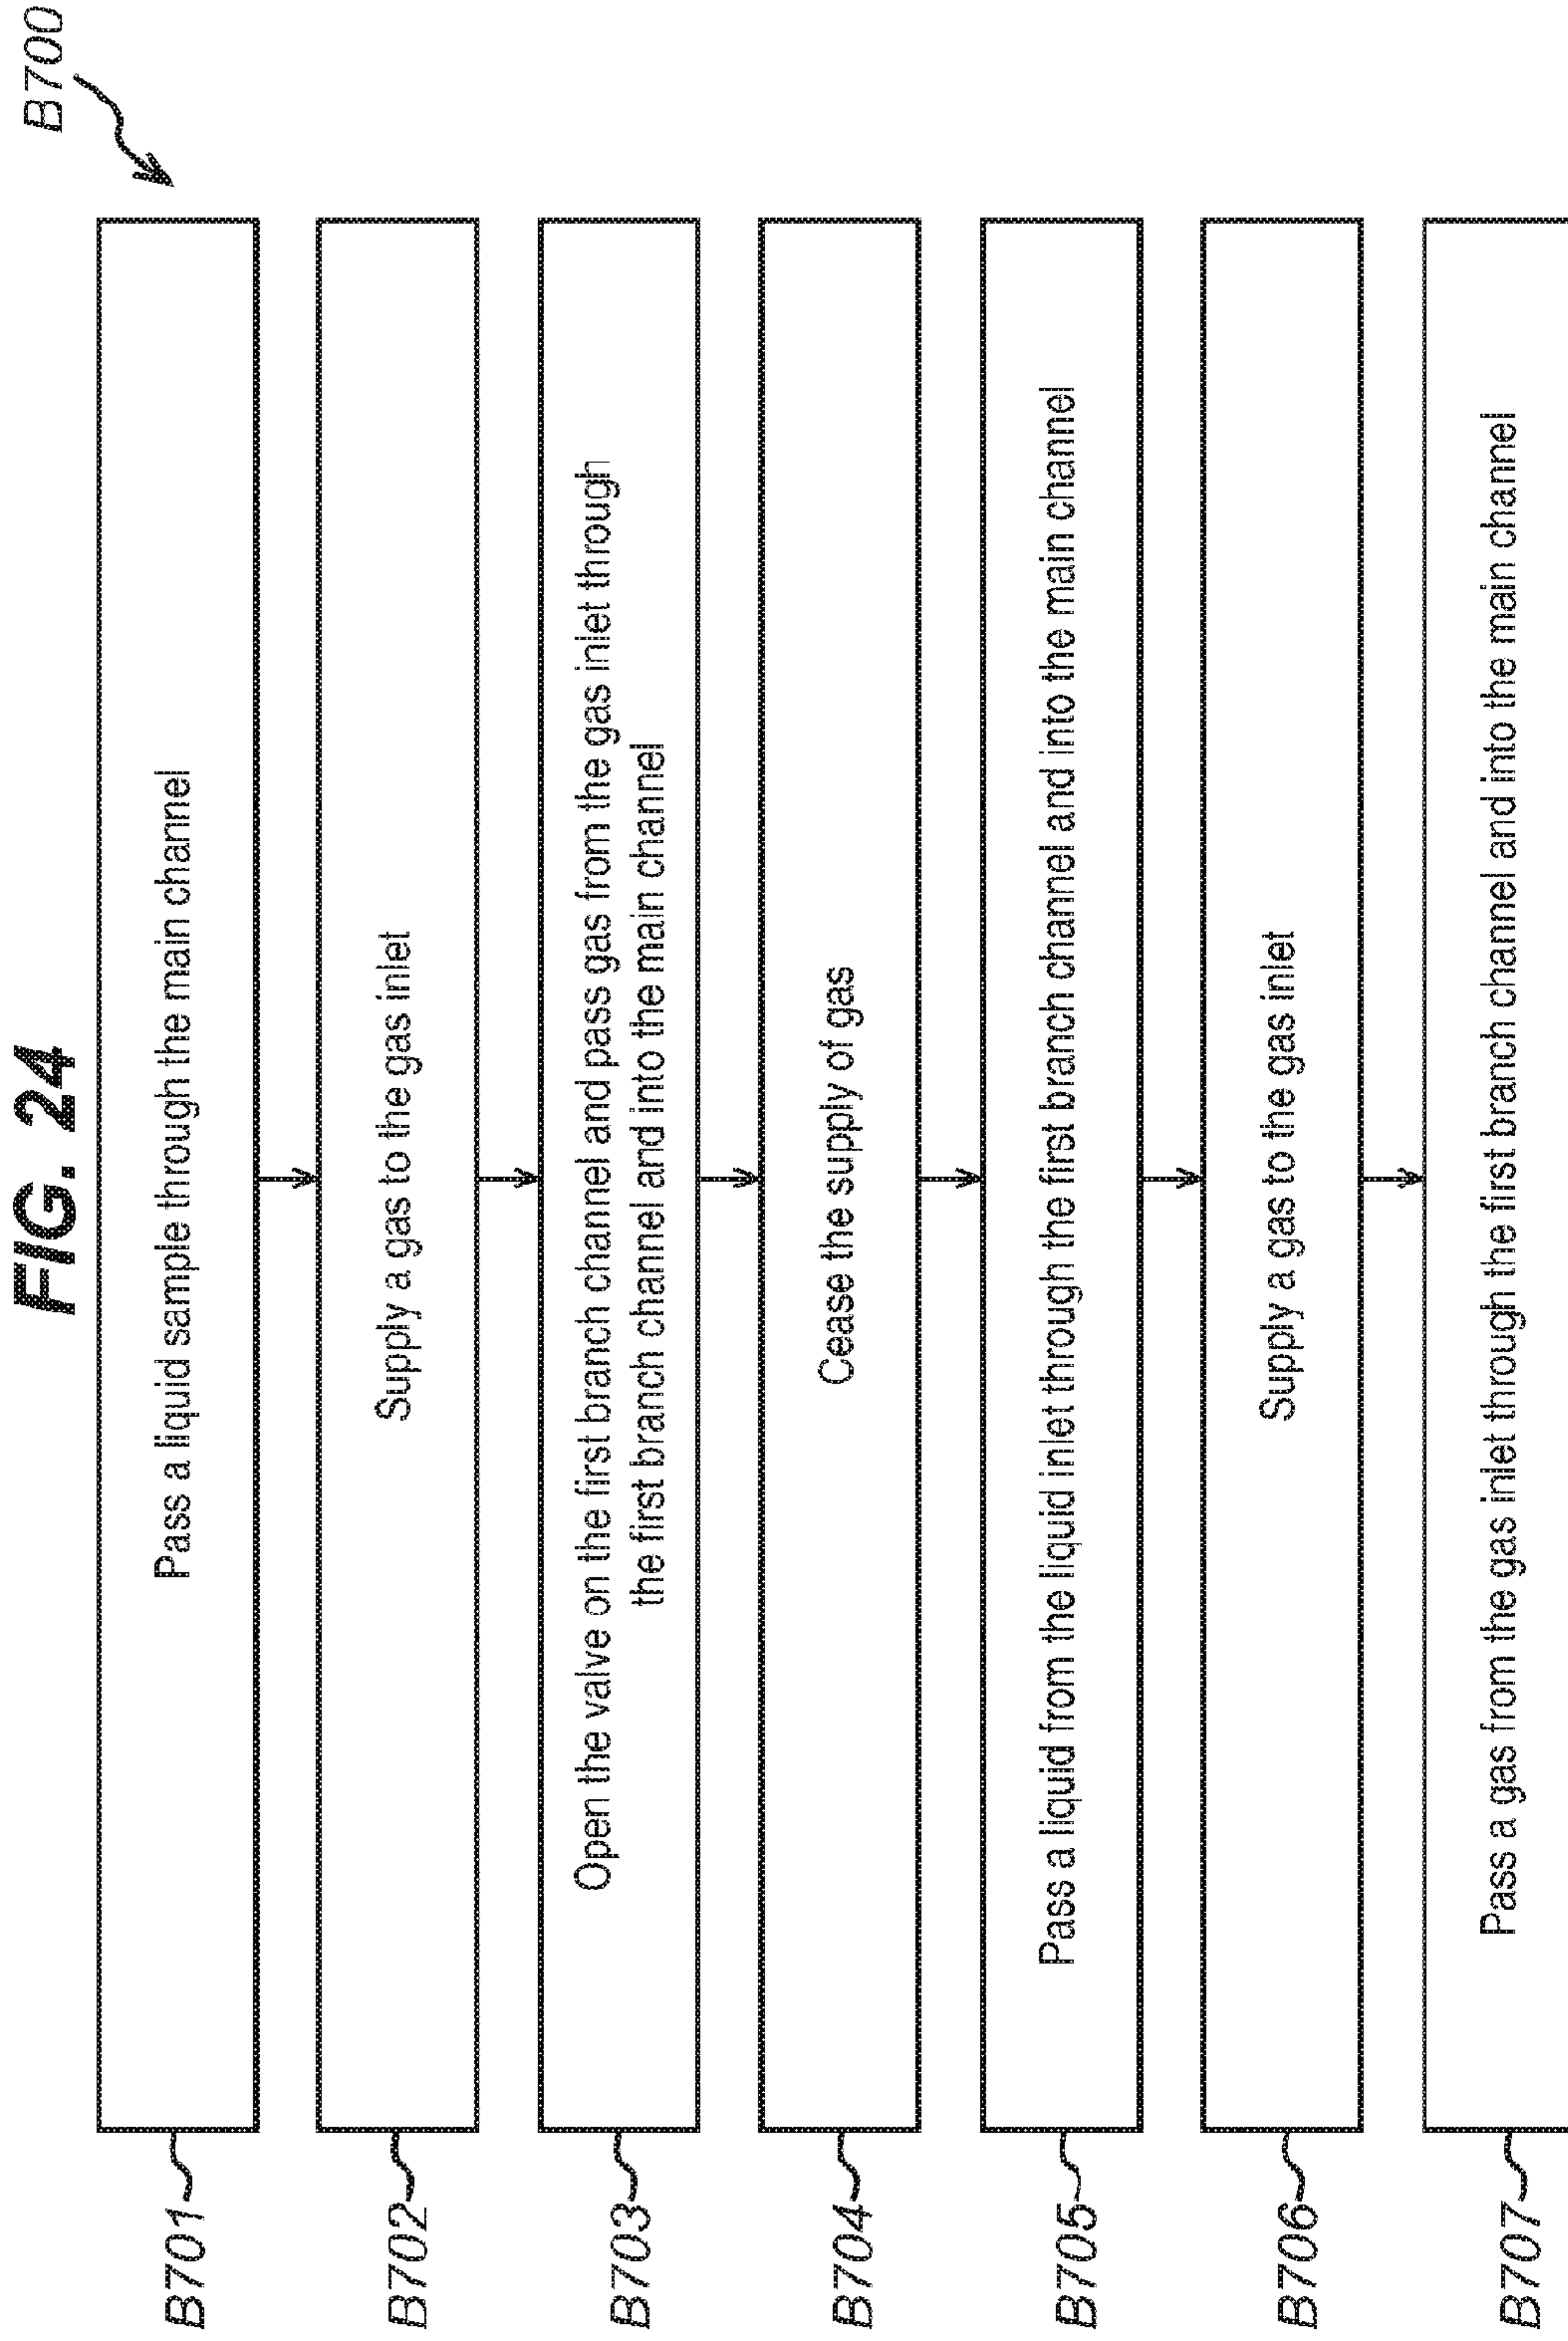 FIG. 24
B700
B701
Pass a liquid sample through the main channel
B702
Supply a gas to the gas inlet
B703
Open the valve on the first branch channel and pass gas from the gas inlet through
the first branch channel and into the main channel
B704
Cease the supply of gas
B705
Pass a liquid from the liquid inlet through the first branch channel and into the main channel
B706
Supply a gas to the gas inlet
B707
Pass a gas from the gas inlet through the first branch channel and into the main channel